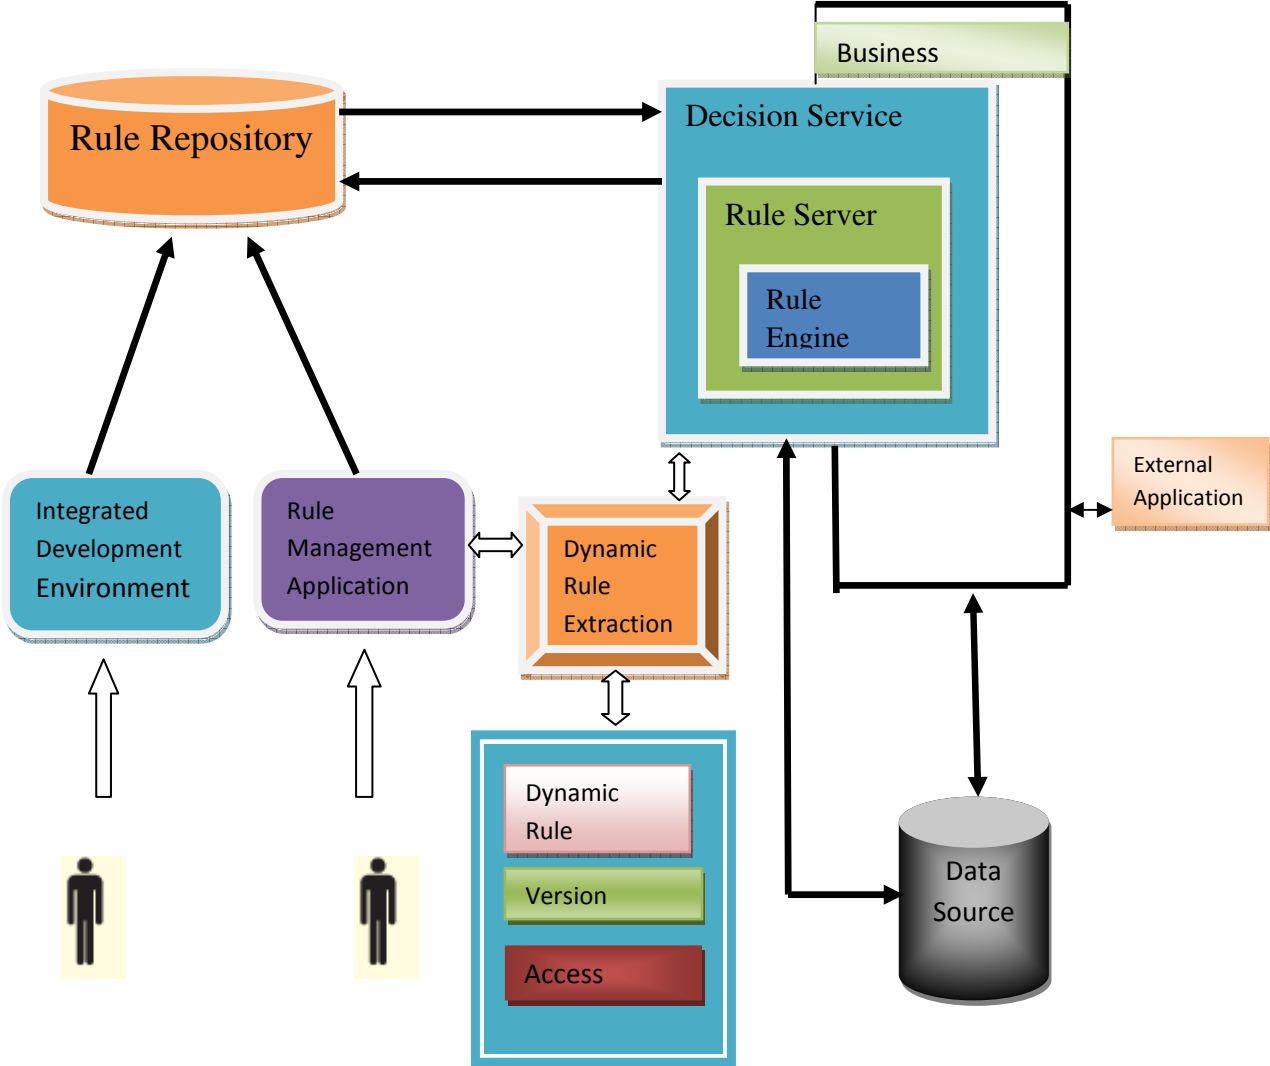 Business
Decision Service
Rule Repository
Rule Server
Rule
Engine
External
Application
Integrated
Development
Environment
Rule
Management
Application
Dynamic
Rule
Extraction
Dynamic
Rule
Version
Access
Data
Source